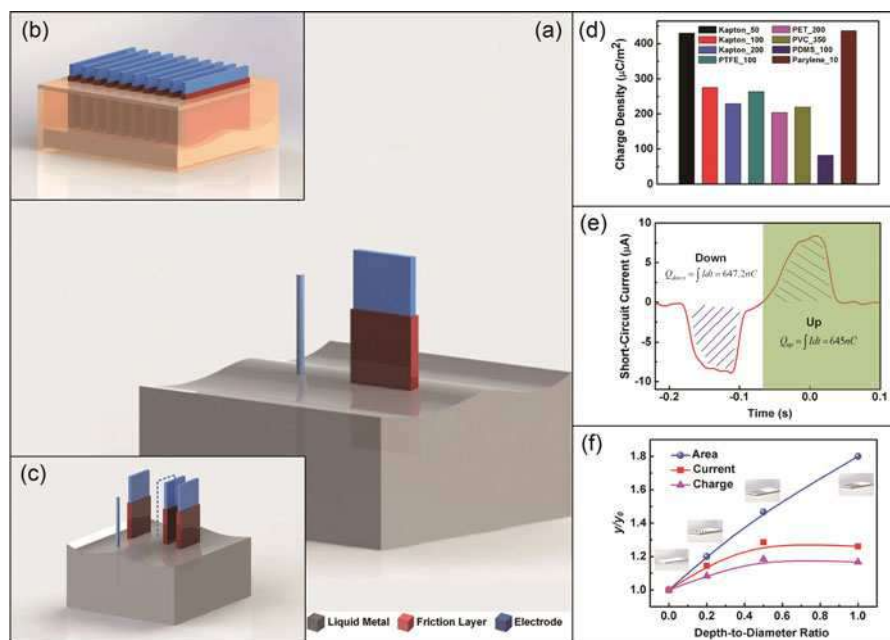 (b)
(a)
(c)
Liquid Metal Friction Layer Electrode
(d)
Charge Density (μC/m²)
400
300
200
100
0
Kapton_50
Kapton_100
Kapton_200
PTFE_100
PET_200
PVC_350
PDMS_100
Parylene_10
(e)
Short-Circuit Current (μA)
10
5
0
-5
-10
Down
Q_down = ∫ Idt = 647.2nC
Up
Q_up = ∫ Idt = 645nC
-0.2 -0.1 0.0 0.1
Time (s)
(f)
y/y₀
1.8
1.6
1.4
1.2
1.0
Area
Current
Charge
0.0 0.2 0.4 0.6 0.8 1.0
Depth-to-Diameter Ratio